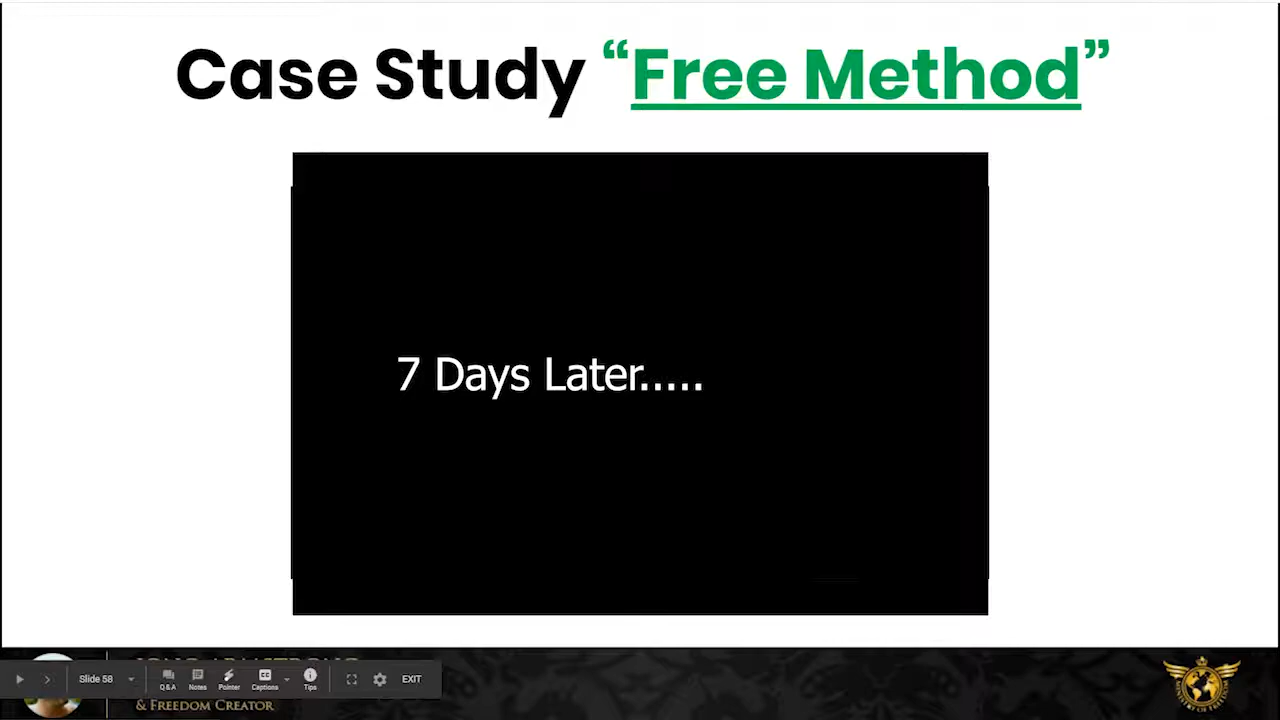 Case Study “Free Method”
7 Days Later.....
Slide 58
Q&A
Notes
Pointer
Captions
Tips
EXIT
& FREEDOM CREATOR